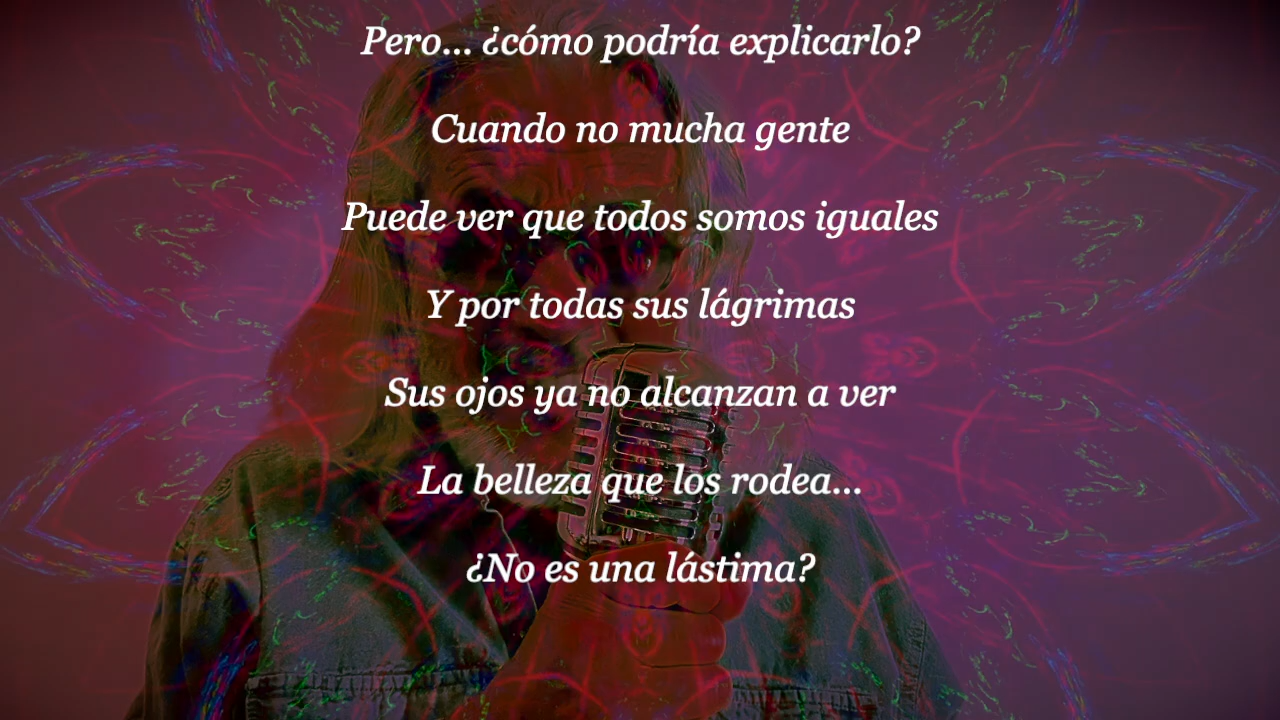 Pero... ¿cómo podría explicarlo?
Cuando no mucha gente
Puede ver que todos somos iguales
Y por todas sus lágrimas
Sus ojos ya no alcanzan a ver
La belleza que los rodea...
¿No es una lástima?